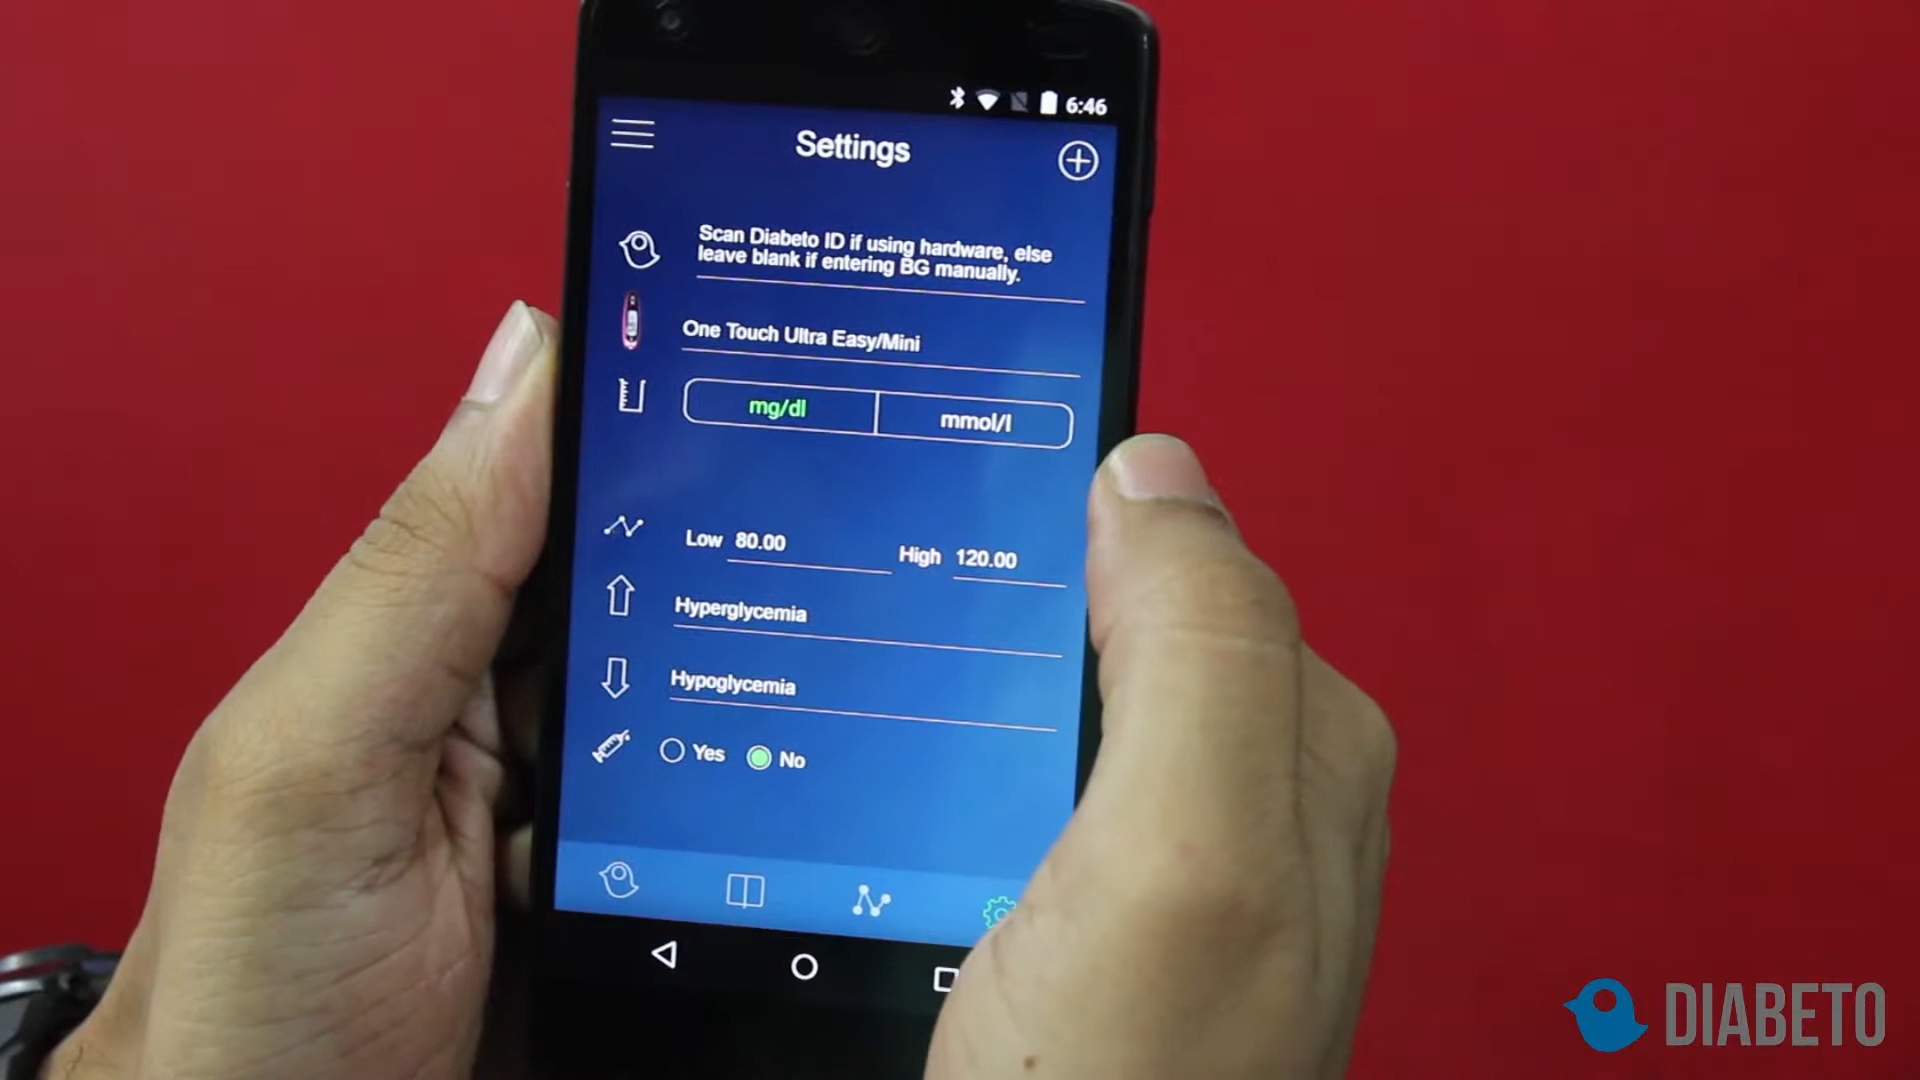 6:46
Settings
Scan Diabeto ID if using hardware, else
leave blank if entering BG manually.
One Touch Ultra Easy/Mini
mg/dl mmol/l
Low 80.00 High 120.00
Hyperglycemia
Hypoglycemia
Yes No
DIABETO